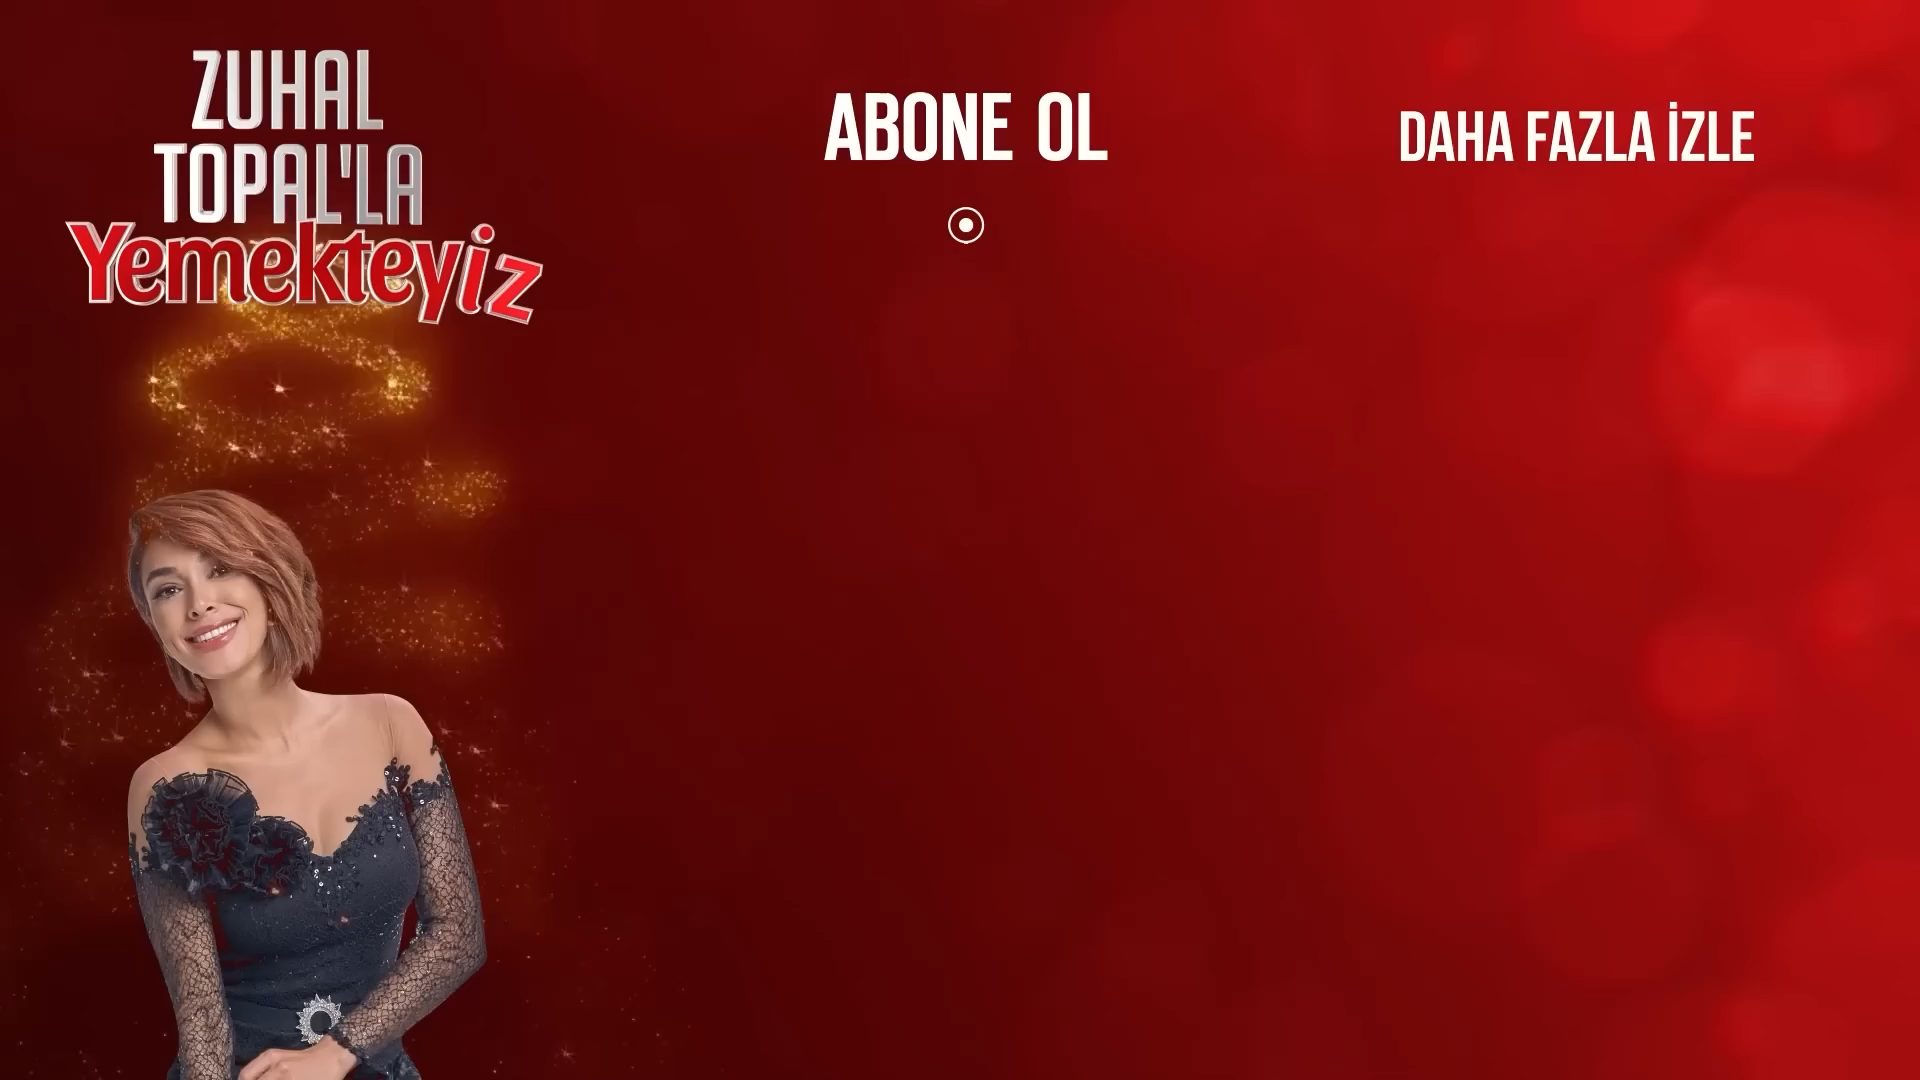 ZUHAL
TOPAL'LA
Yemekteyiz
ABONE OL
DAHA FAZLA İZLE